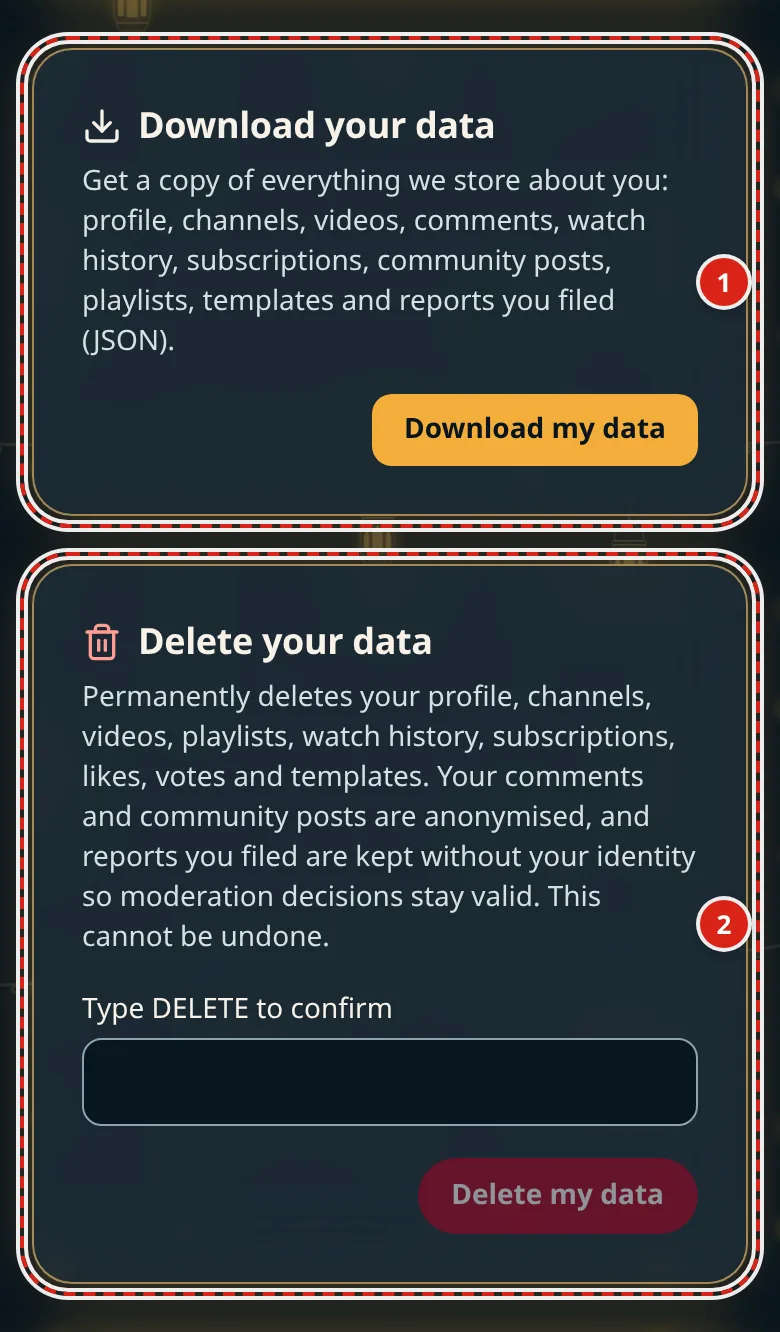 Download your data
Get a copy of everything we store about you:
profile, channels, videos, comments, watch
history, subscriptions, community posts,
playlists, templates and reports you filed
(JSON).
1
Download my data
Delete your data
Permanently deletes your profile, channels,
videos, playlists, watch history, subscriptions,
likes, votes and templates. Your comments
and community posts are anonymised, and
reports you filed are kept without your identity
so moderation decisions stay valid. This
cannot be undone.
2
Type DELETE to confirm
Delete my data